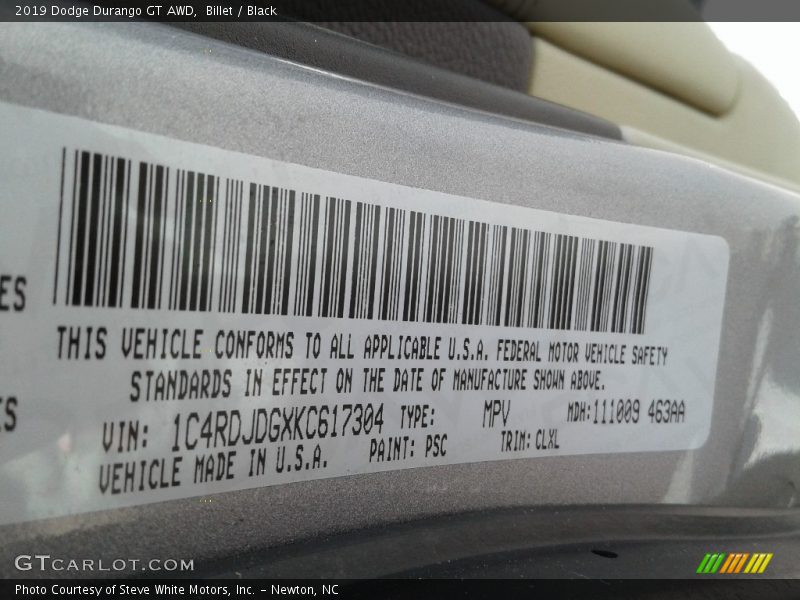 2019 Dodge Durango GT AWD, Billet / Black
ES
THIS VEHICLE CONFORMS TO ALL APPLICABLE U.S.A. FEDERAL MOTOR VEHICLE SAFETY
STANDARDS IN EFFECT ON THE DATE OF MANUFACTURE SHOWN ABOVE.
ES
VIN: 1C4RDJDGXKC617304 TYPE: MPV MDH:111009 463AA
VEHICLE MADE IN U.S.A. PAINT: PSC TRIM: CLXL
GTCARLOT.COM
Photo Courtesy of Steve White Motors, Inc. – Newton, NC